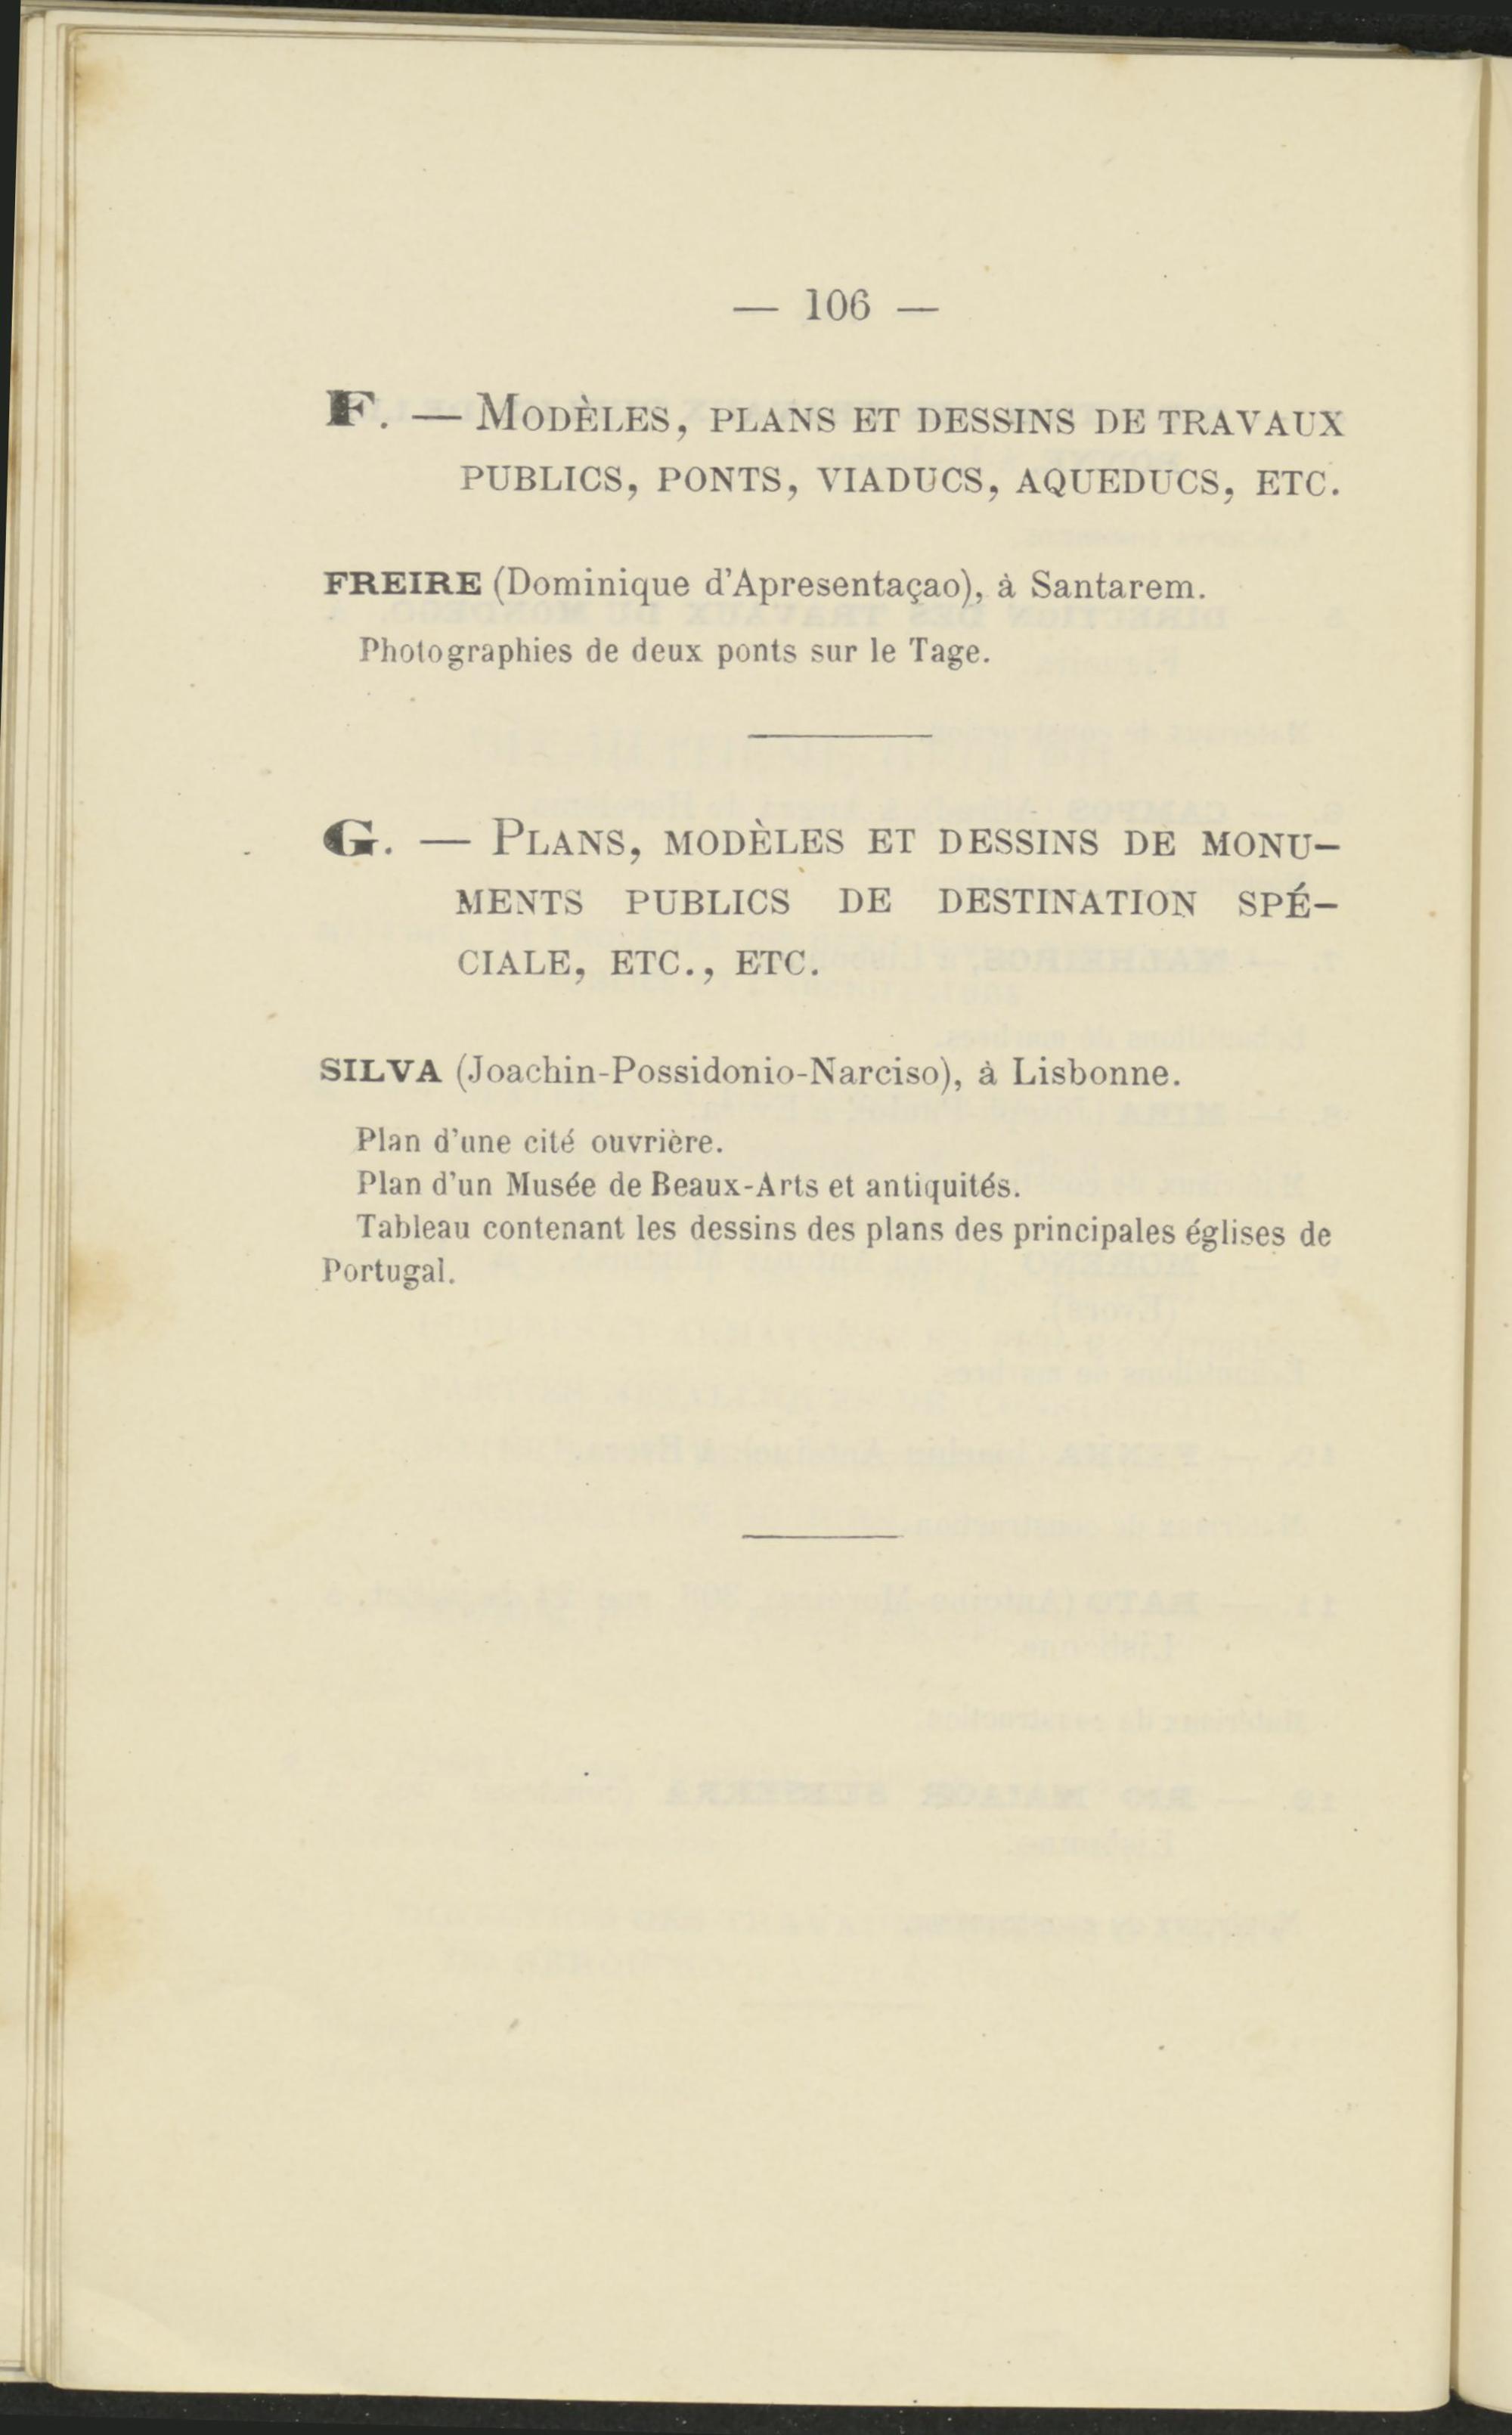 — 106 —
F. — MODÈLES, PLANS ET DESSINS DE TRAVAUX
PUBLICS, PONTS, VIADUCS, AQUEDUCS, ETC.
FREIRE (Dominique d'Apresentaçao), à Santarem.
Photographies de deux ponts sur le Tage.
G. — PLANS, MODÈLES ET DESSINS DE MONU-
MENTS PUBLICS DE DESTINATION SPÉ-
CIALE, ETC., ETC.
SILVA (Joachin-Possidonio-Narciso), à Lisbonne.
Plan d'une cité ouvrière.
Plan d'un Musée de Beaux-Arts et antiquités.
Tableau contenant les dessins des plans des principales églises de
Portugal.